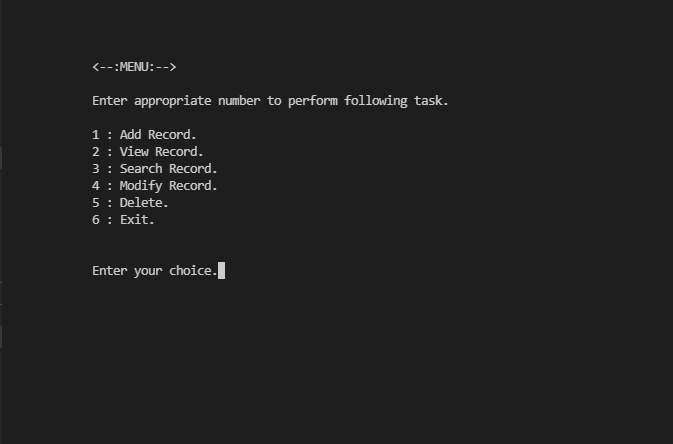 <--:MENU:-->
Enter appropriate number to perform following task.
1 : Add Record.
2 : View Record.
3 : Search Record.
4 : Modify Record.
5 : Delete.
6 : Exit.
Enter your choice.